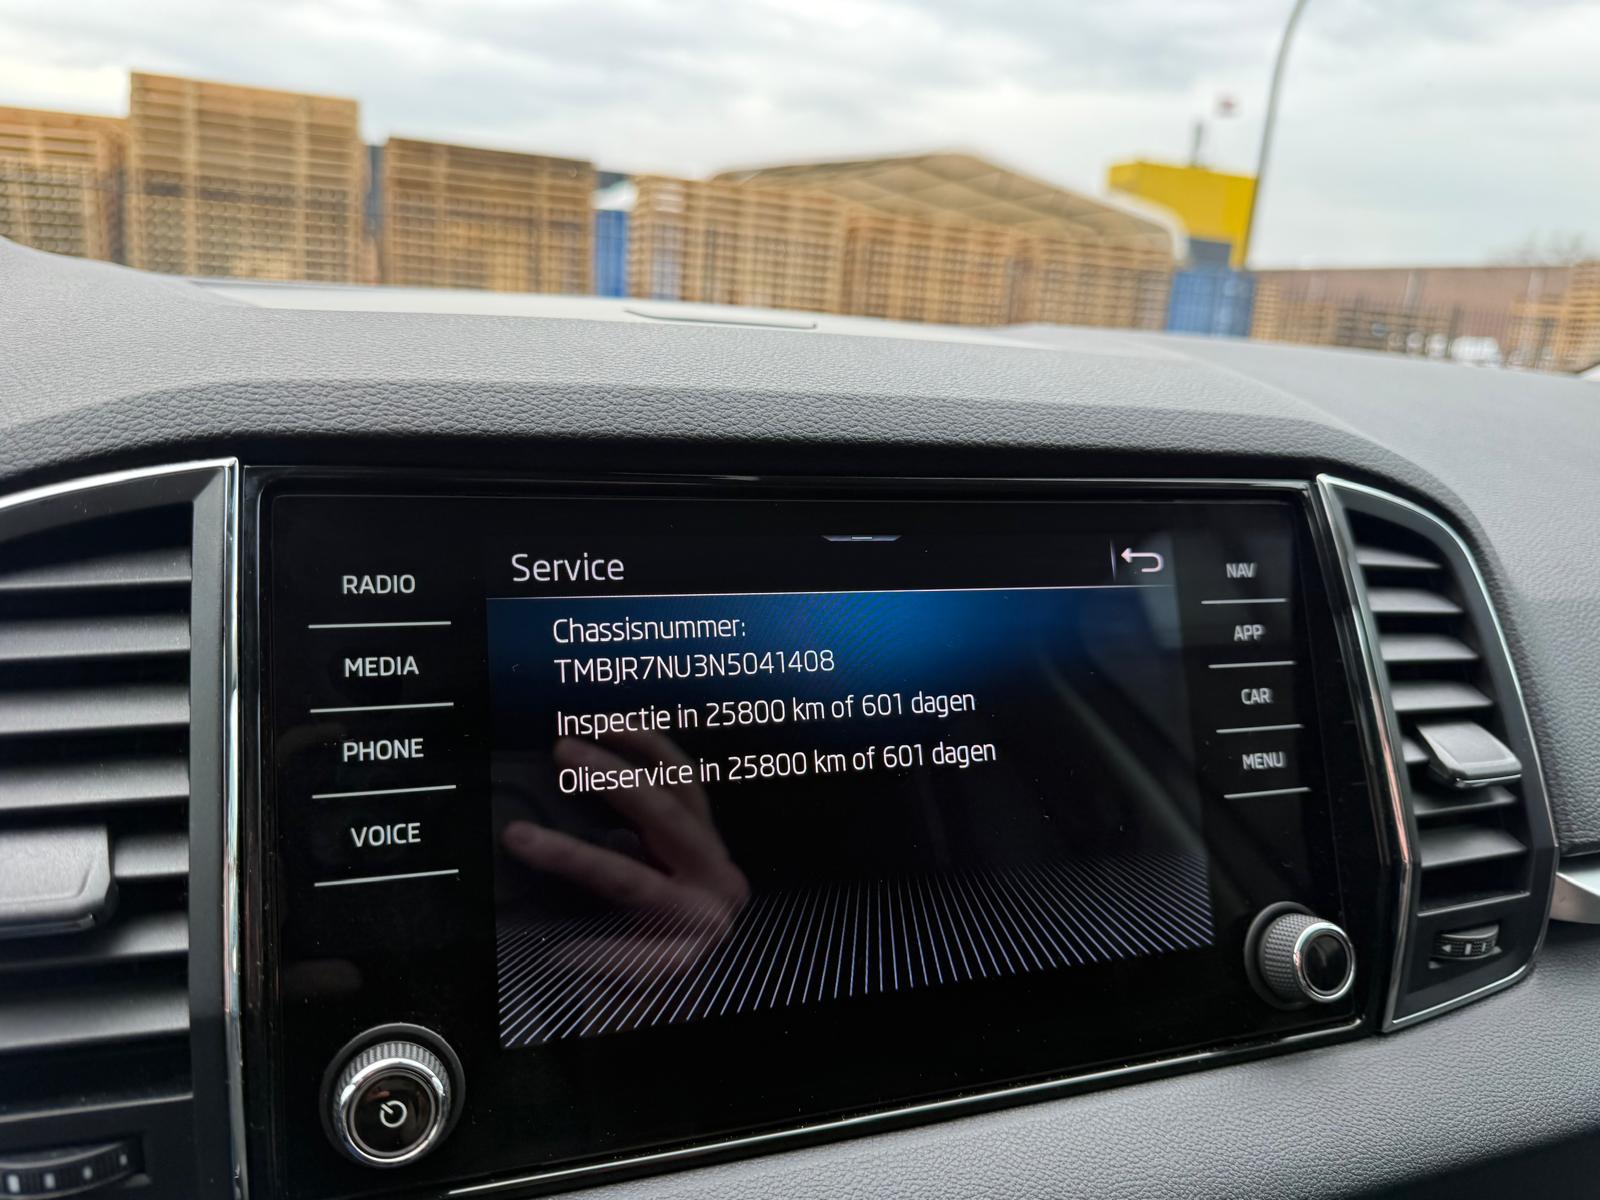 Service
Chassisnummer:
TMBJR7NU3N5041408
Inspectie in 25800 km of 601 dagen
Olieservice in 25800 km of 601 dagen
RADIO
MEDIA
PHONE
VOICE
NAV
APP
CAR
MENU